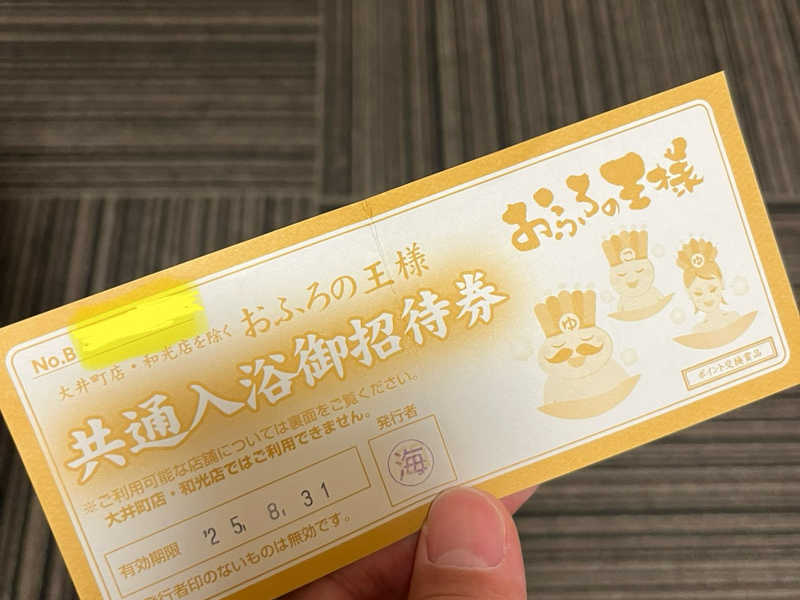 おふろの王様
No.B
大井町店・和光店を除く おふろの王様
共通入浴御招待券
※ご利用可能な店舗については裏面をご覧ください。
大井町店・和光店ではご利用できません。
発行者
海
有効期限 '25, 8, 31
発行者印のないものは無効です。
ゆ
ゆ
ポイント交換賞品